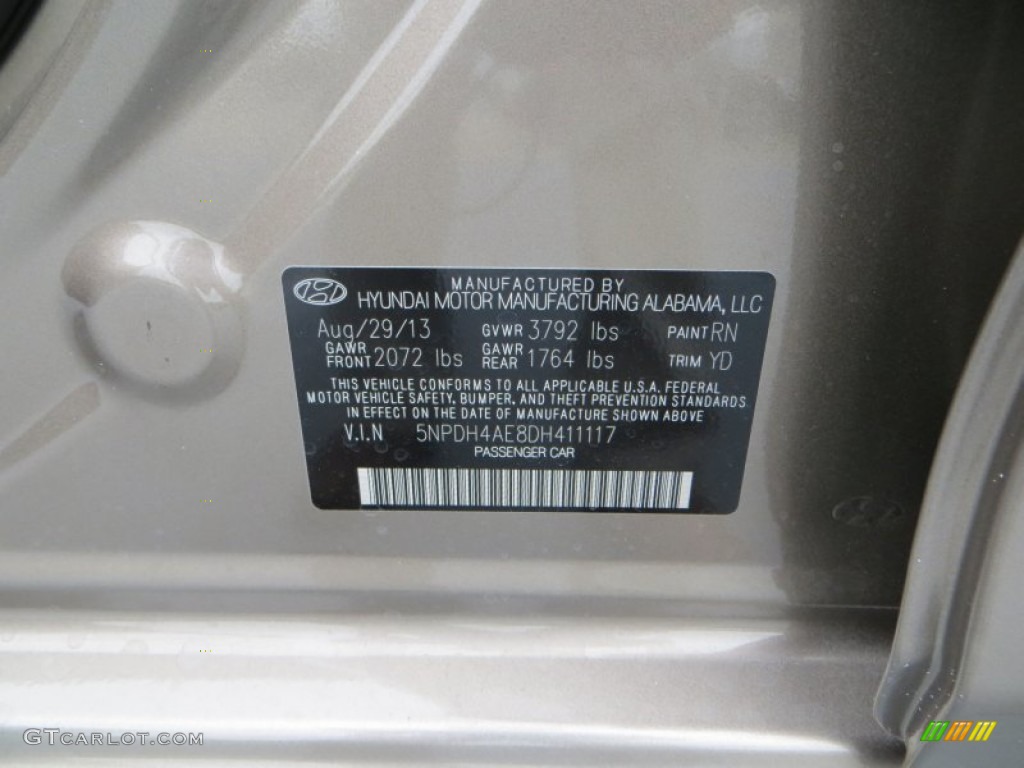 MANUFACTURED BY
HYUNDAI MOTOR MANUFACTURING ALABAMA, LLC
Aug/29/13 GVWR 3792 lbs PAINT RN
GAWR FRONT 2072 lbs GAWR REAR 1764 lbs TRIM YD
THIS VEHICLE CONFORMS TO ALL APPLICABLE U.S.A. FEDERAL
MOTOR VEHICLE SAFETY, BUMPER, AND THEFT PREVENTION STANDARDS
IN EFFECT ON THE DATE OF MANUFACTURE SHOWN ABOVE
V.I.N 5NPDH4AE8DH411117
PASSENGER CAR
GTCARLOT.COM